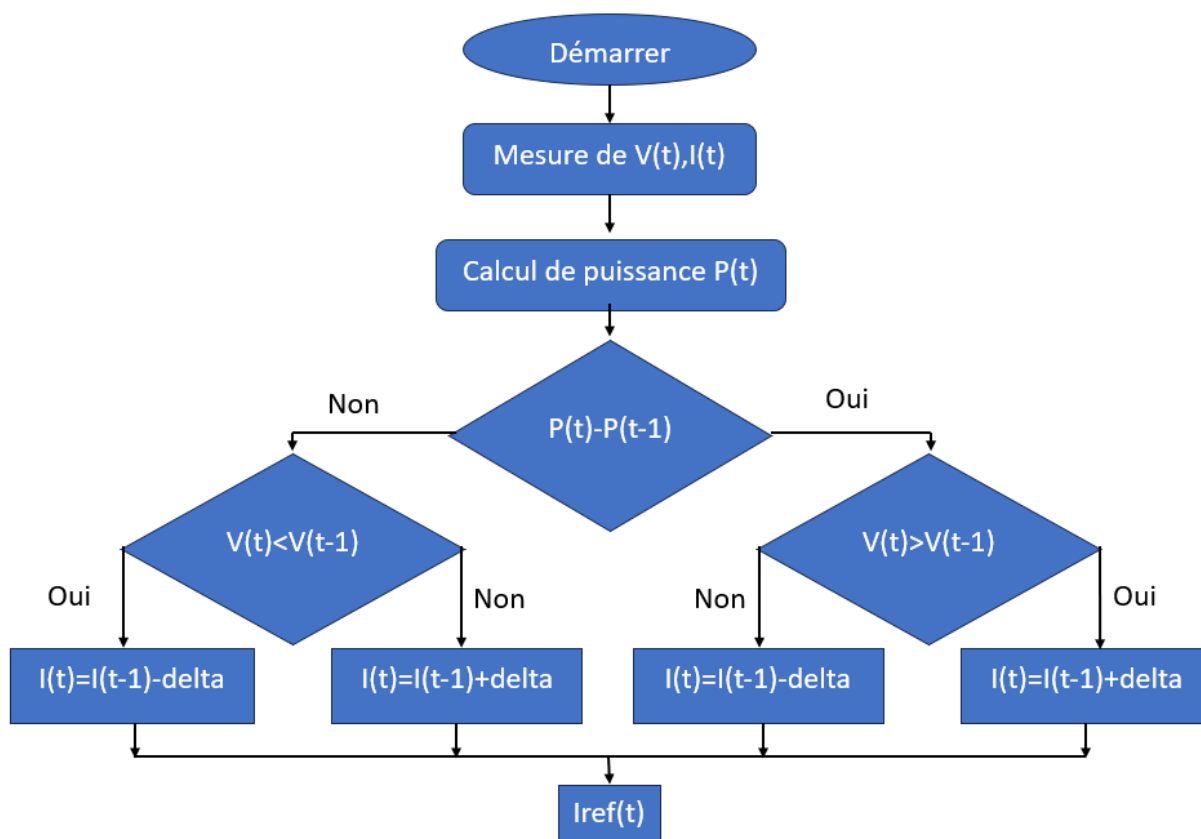 Démarrer
Mesure de V(t),I(t)
Calcul de puissance P(t)
Non
Oui
P(t)-P(t-1)
V(t)<V(t-1)
V(t)>V(t-1)
Oui
Non
Non
Oui
I(t)=I(t-1)-delta
I(t)=I(t-1)+delta
I(t)=I(t-1)-delta
I(t)=I(t-1)+delta
Iref(t)